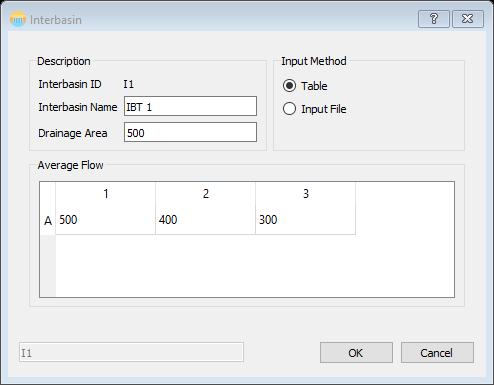 Interbasin
?
Description
Interbasin ID I1
Interbasin Name IBT 1
Drainage Area 500
Input Method
Table
Input File
Average Flow
1 2 3
A 500 400 300
I1
OK Cancel